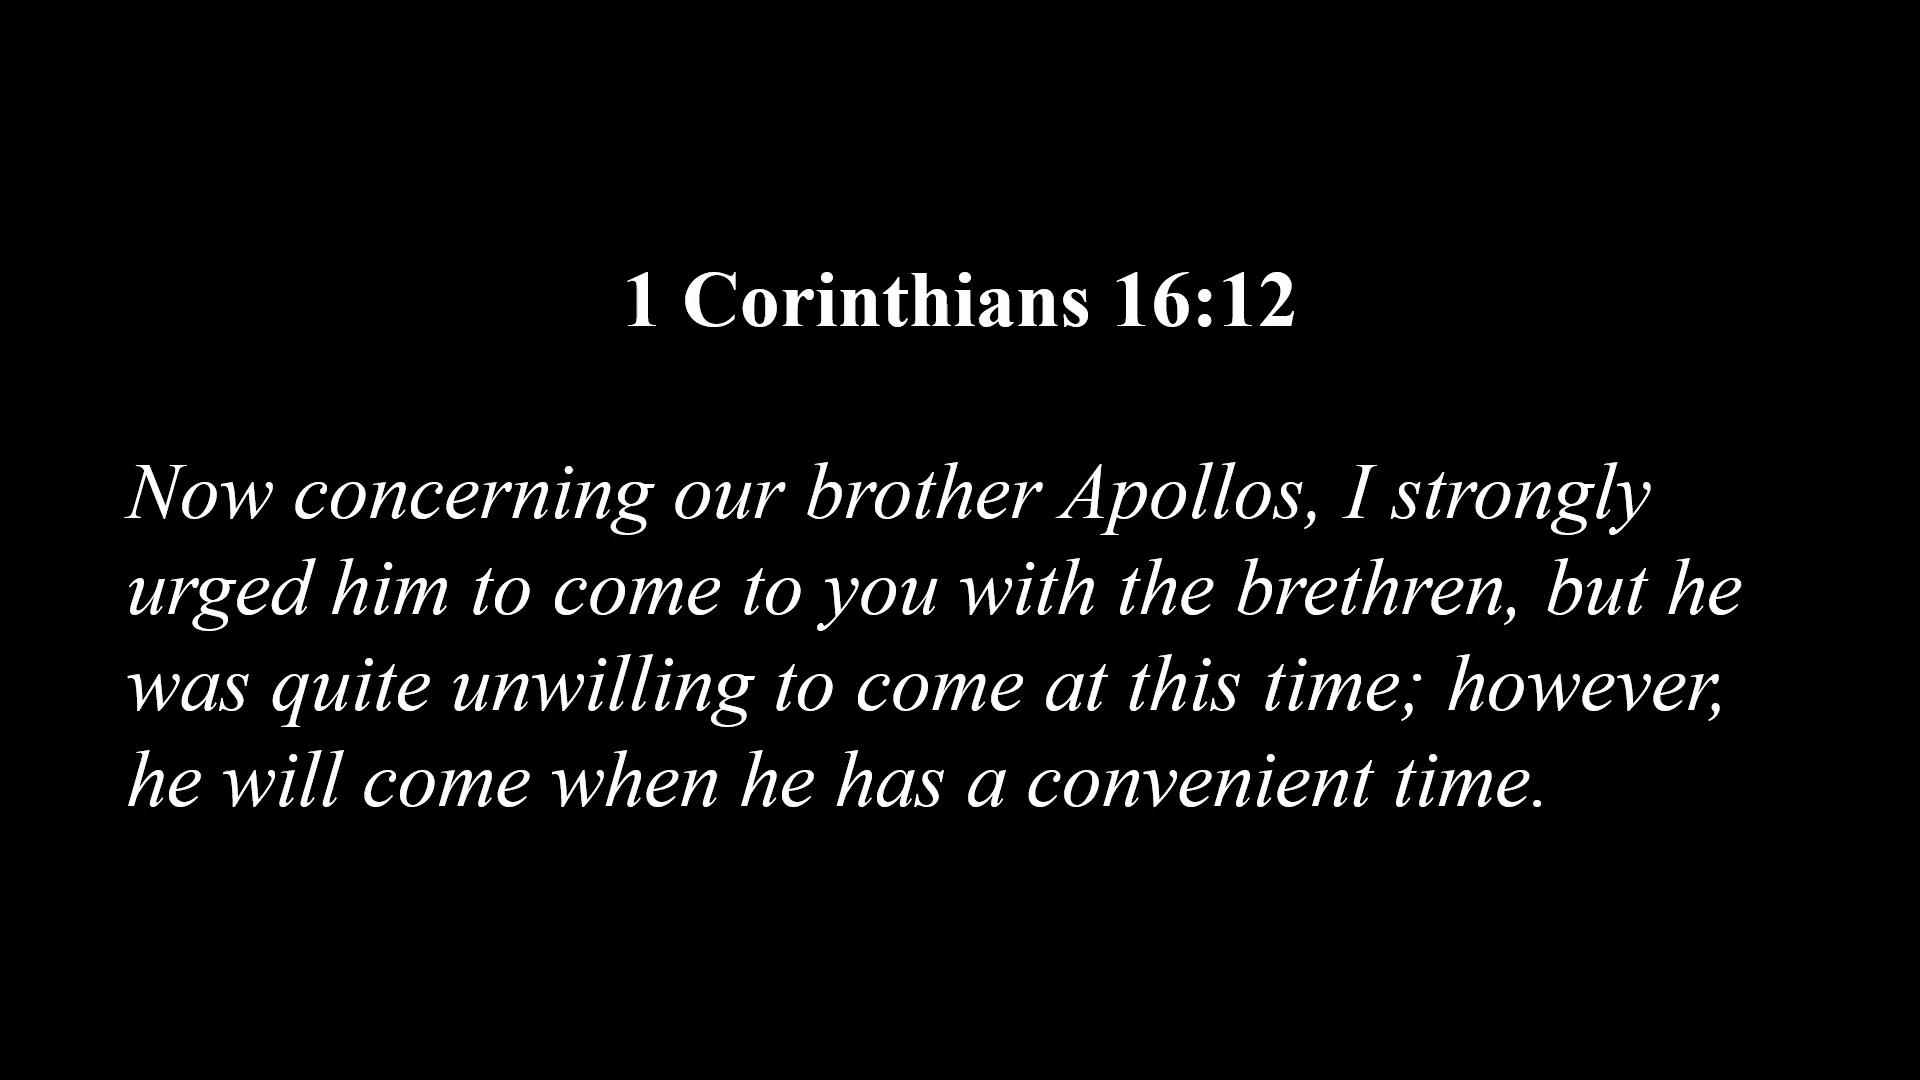 1 Corinthians 16:12
Now concerning our brother Apollos, I strongly
urged him to come to you with the brethren, but he
was quite unwilling to come at this time; however,
he will come when he has a convenient time.